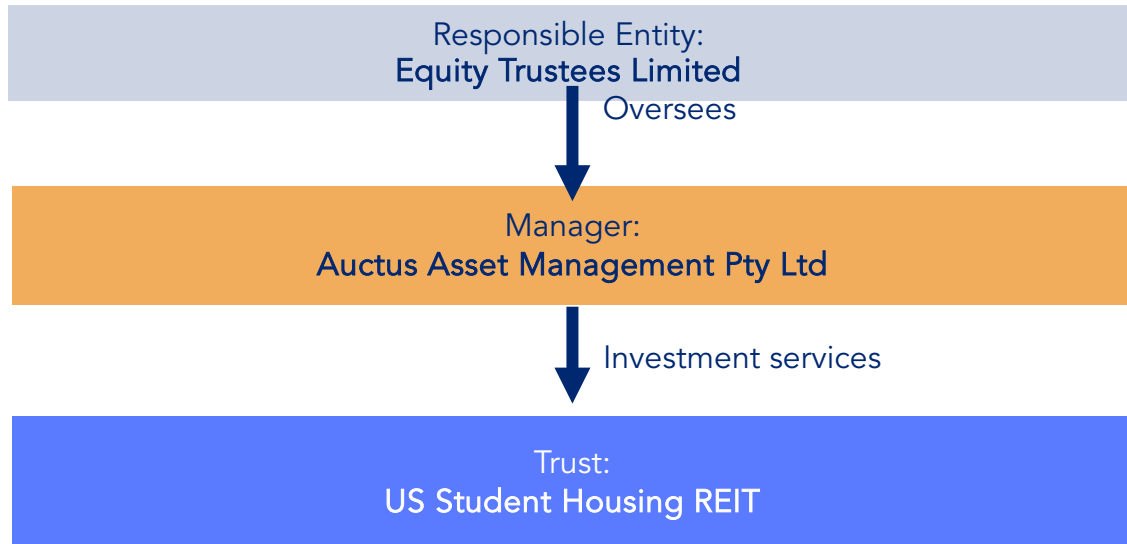 Responsible Entity:
Equity Trustees Limited
Oversees
Manager:
Auctus Asset Management Pty Ltd
Investment services
Trust:
US Student Housing REIT